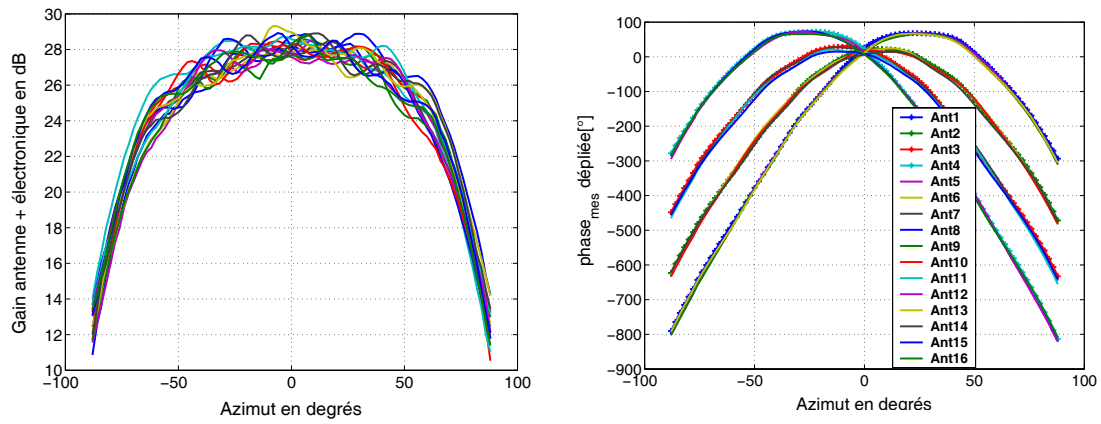 Gain antenne + électronique en dB
30
28
26
24
22
20
18
16
14
12
10
−100
−50
0
50
100
Azimut en degrés
phase_mes dépliée[°]
100
0
−100
−200
−300
−400
−500
−600
−700
−800
−900
−100
−50
0
50
100
Azimut en degrés
Ant1
Ant2
Ant3
Ant4
Ant5
Ant6
Ant7
Ant8
Ant9
Ant10
Ant11
Ant12
Ant13
Ant14
Ant15
Ant16